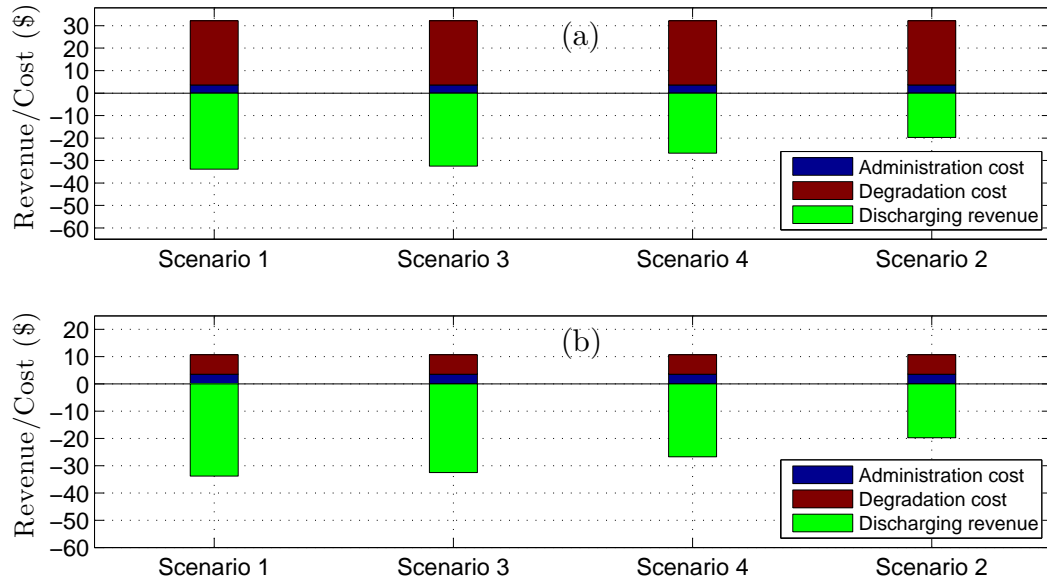 (a)
Revenue/Cost ($)
30
20
10
0
−10
−20
−30
−40
−50
−60
Administration cost
Degradation cost
Discharging revenue
Scenario 1 Scenario 3 Scenario 4 Scenario 2
(b)
Revenue/Cost ($)
20
10
0
−10
−20
−30
−40
−50
−60
Administration cost
Degradation cost
Discharging revenue
Scenario 1 Scenario 3 Scenario 4 Scenario 2